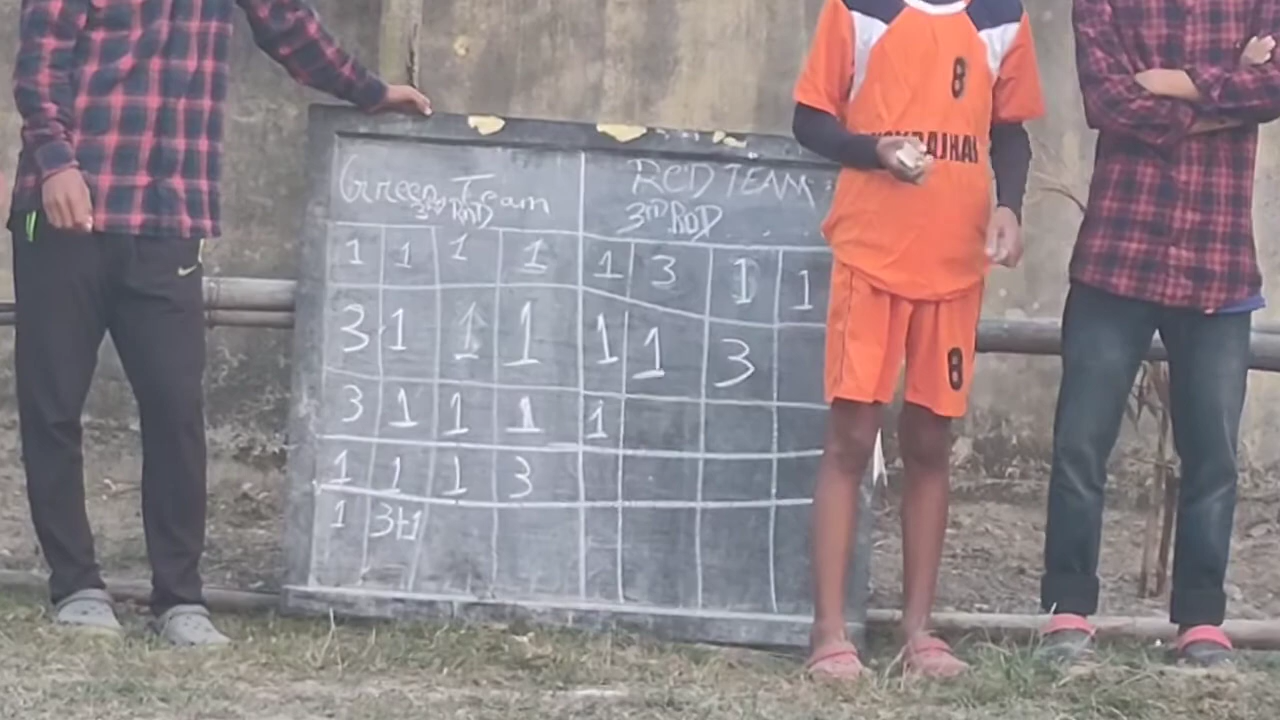 Green Team
3rd RND
RED TEAM
3rd RND
1 1 1 1 1 3 1 1
3 1 1 1 1 1 3
3 1 1 1 1
1 1 1 3
1 3+1
8
8